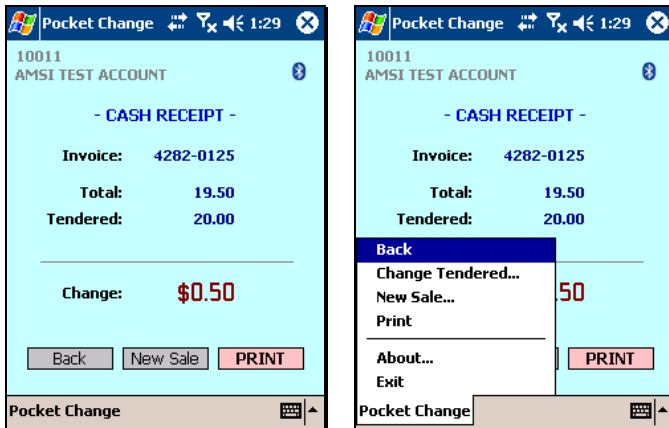 Pocket Change 1:29
10011
AMSI TEST ACCOUNT
- CASH RECEIPT -
Invoice: 4282-0125
Total: 19.50
Tendered: 20.00
Change: $0.50
Back New Sale PRINT
Pocket Change
Pocket Change 1:29
10011
AMSI TEST ACCOUNT
- CASH RECEIPT -
Invoice: 4282-0125
Total: 19.50
Tendered: 20.00
Back
Change Tendered...
New Sale... .50
Print
About... PRINT
Exit
Pocket Change